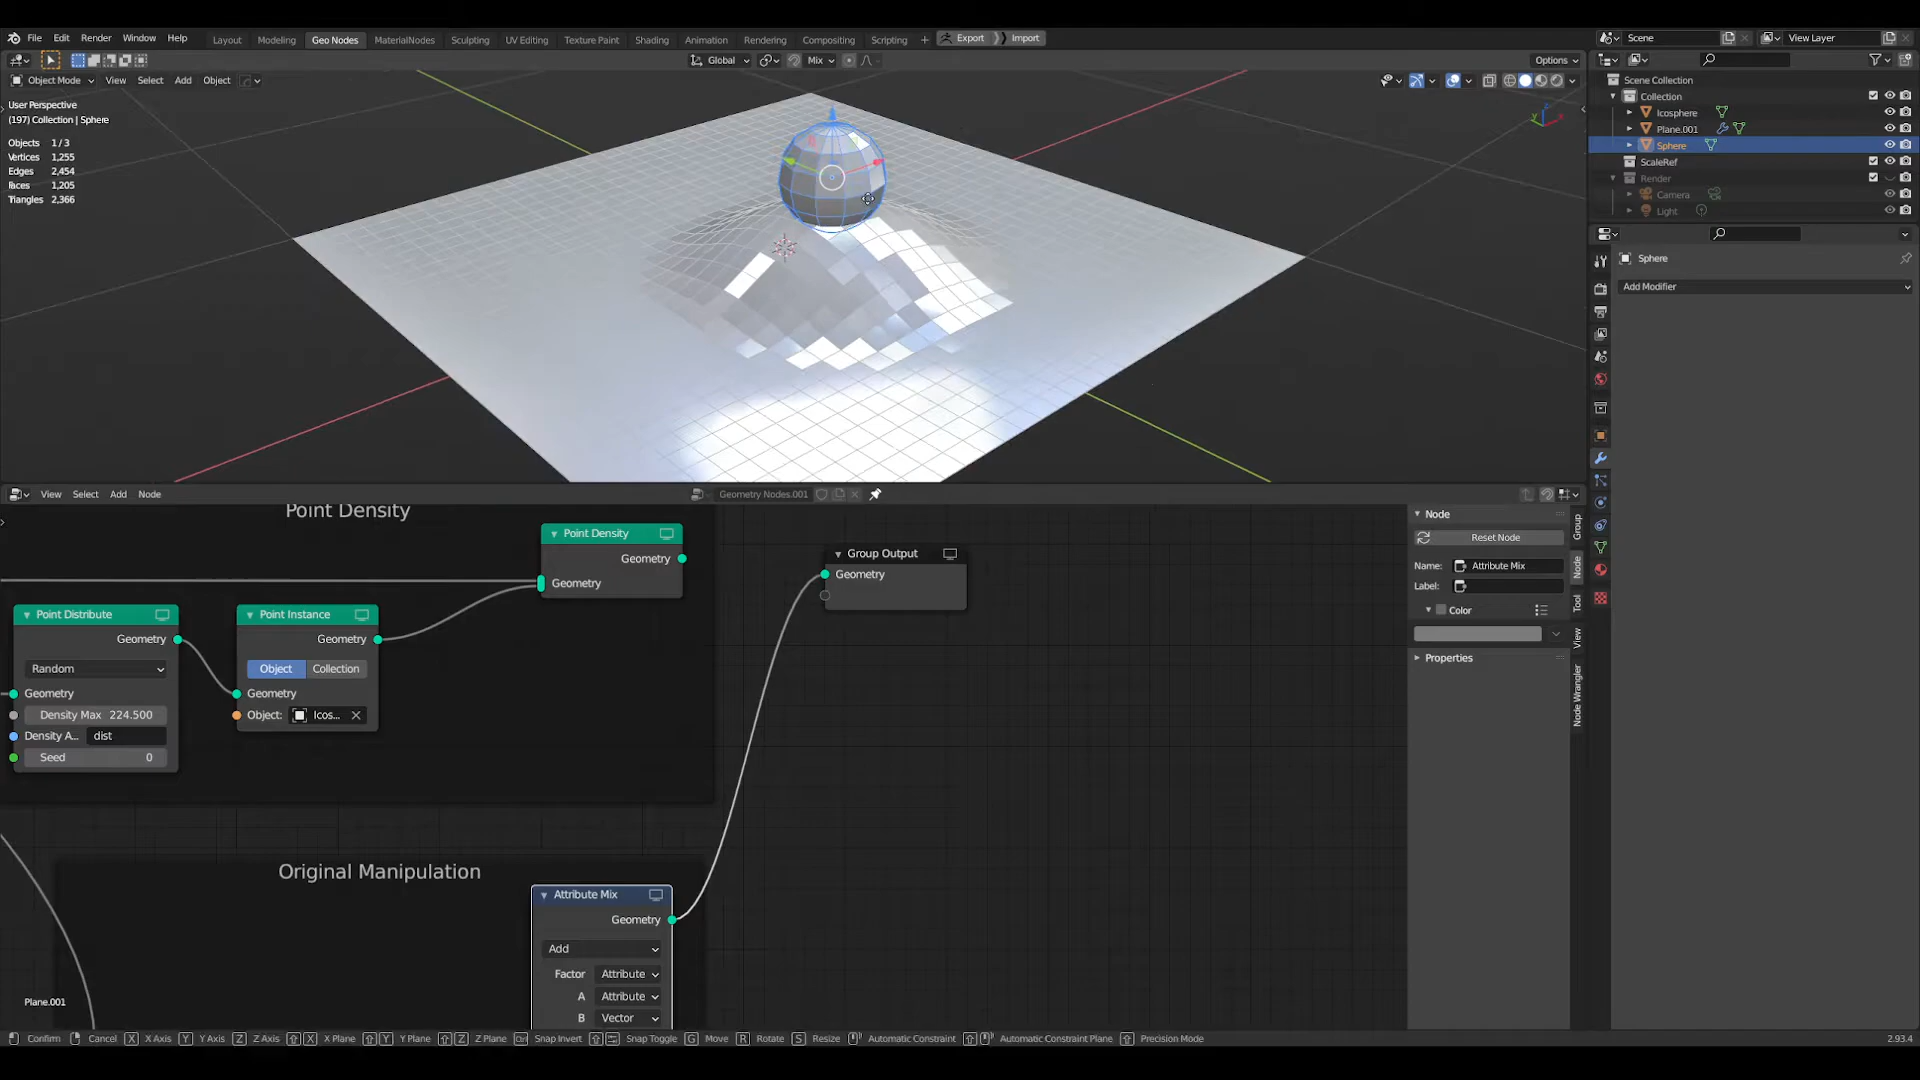 File Edit Render Window Help Layout Modeling Geo Nodes MaterialNodes Sculpting UV Editing Texture Paint Shading Animation Rendering Compositing Scripting + Export Import Scene View Layer
Global Mix Options
Object Mode View Select Add Object
User Perspective
(197) Collection | Sphere
Objects 1 / 3
Vertices 1,255
Edges 2,454
Faces 1,205
Triangles 2,366
Scene Collection
Collection
Icosphere
Plane.001
Sphere
ScaleRef
Render
Camera
Light
Sphere
Add Modifier
View Select Add Node Geometry Nodes.001
Point Density
Point Density
Geometry
Geometry
Group Output
Geometry
Point Distribute
Geometry
Random
Geometry
Density Max 224.500
Density A... dist
Seed 0
Point Instance
Geometry
Object Collection
Geometry
Object: Icos...
Original Manipulation
Attribute Mix
Geometry
Add
Factor Attribute
A Attribute
B Vector
Node
Reset Node
Name: Attribute Mix
Label:
Color
Properties
Group
Node
Tool
View
Node Wrangler
Plane.001
Confirm Cancel X X Axis Y Y Axis Z Z Axis X X Plane Y Y Plane Z Z Plane Snap Invert Snap Toggle G Move R Rotate S Resize Automatic Constraint Automatic Constraint Plane Precision Mode 2.93.4